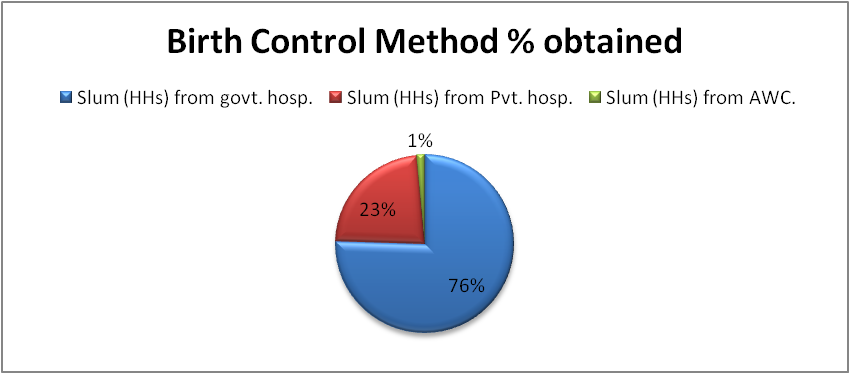 Birth Control Method % obtained
Slum (HHs) from govt. hosp. Slum (HHs) from Pvt. hosp. Slum (HHs) from AWC.
1%
23%
76%